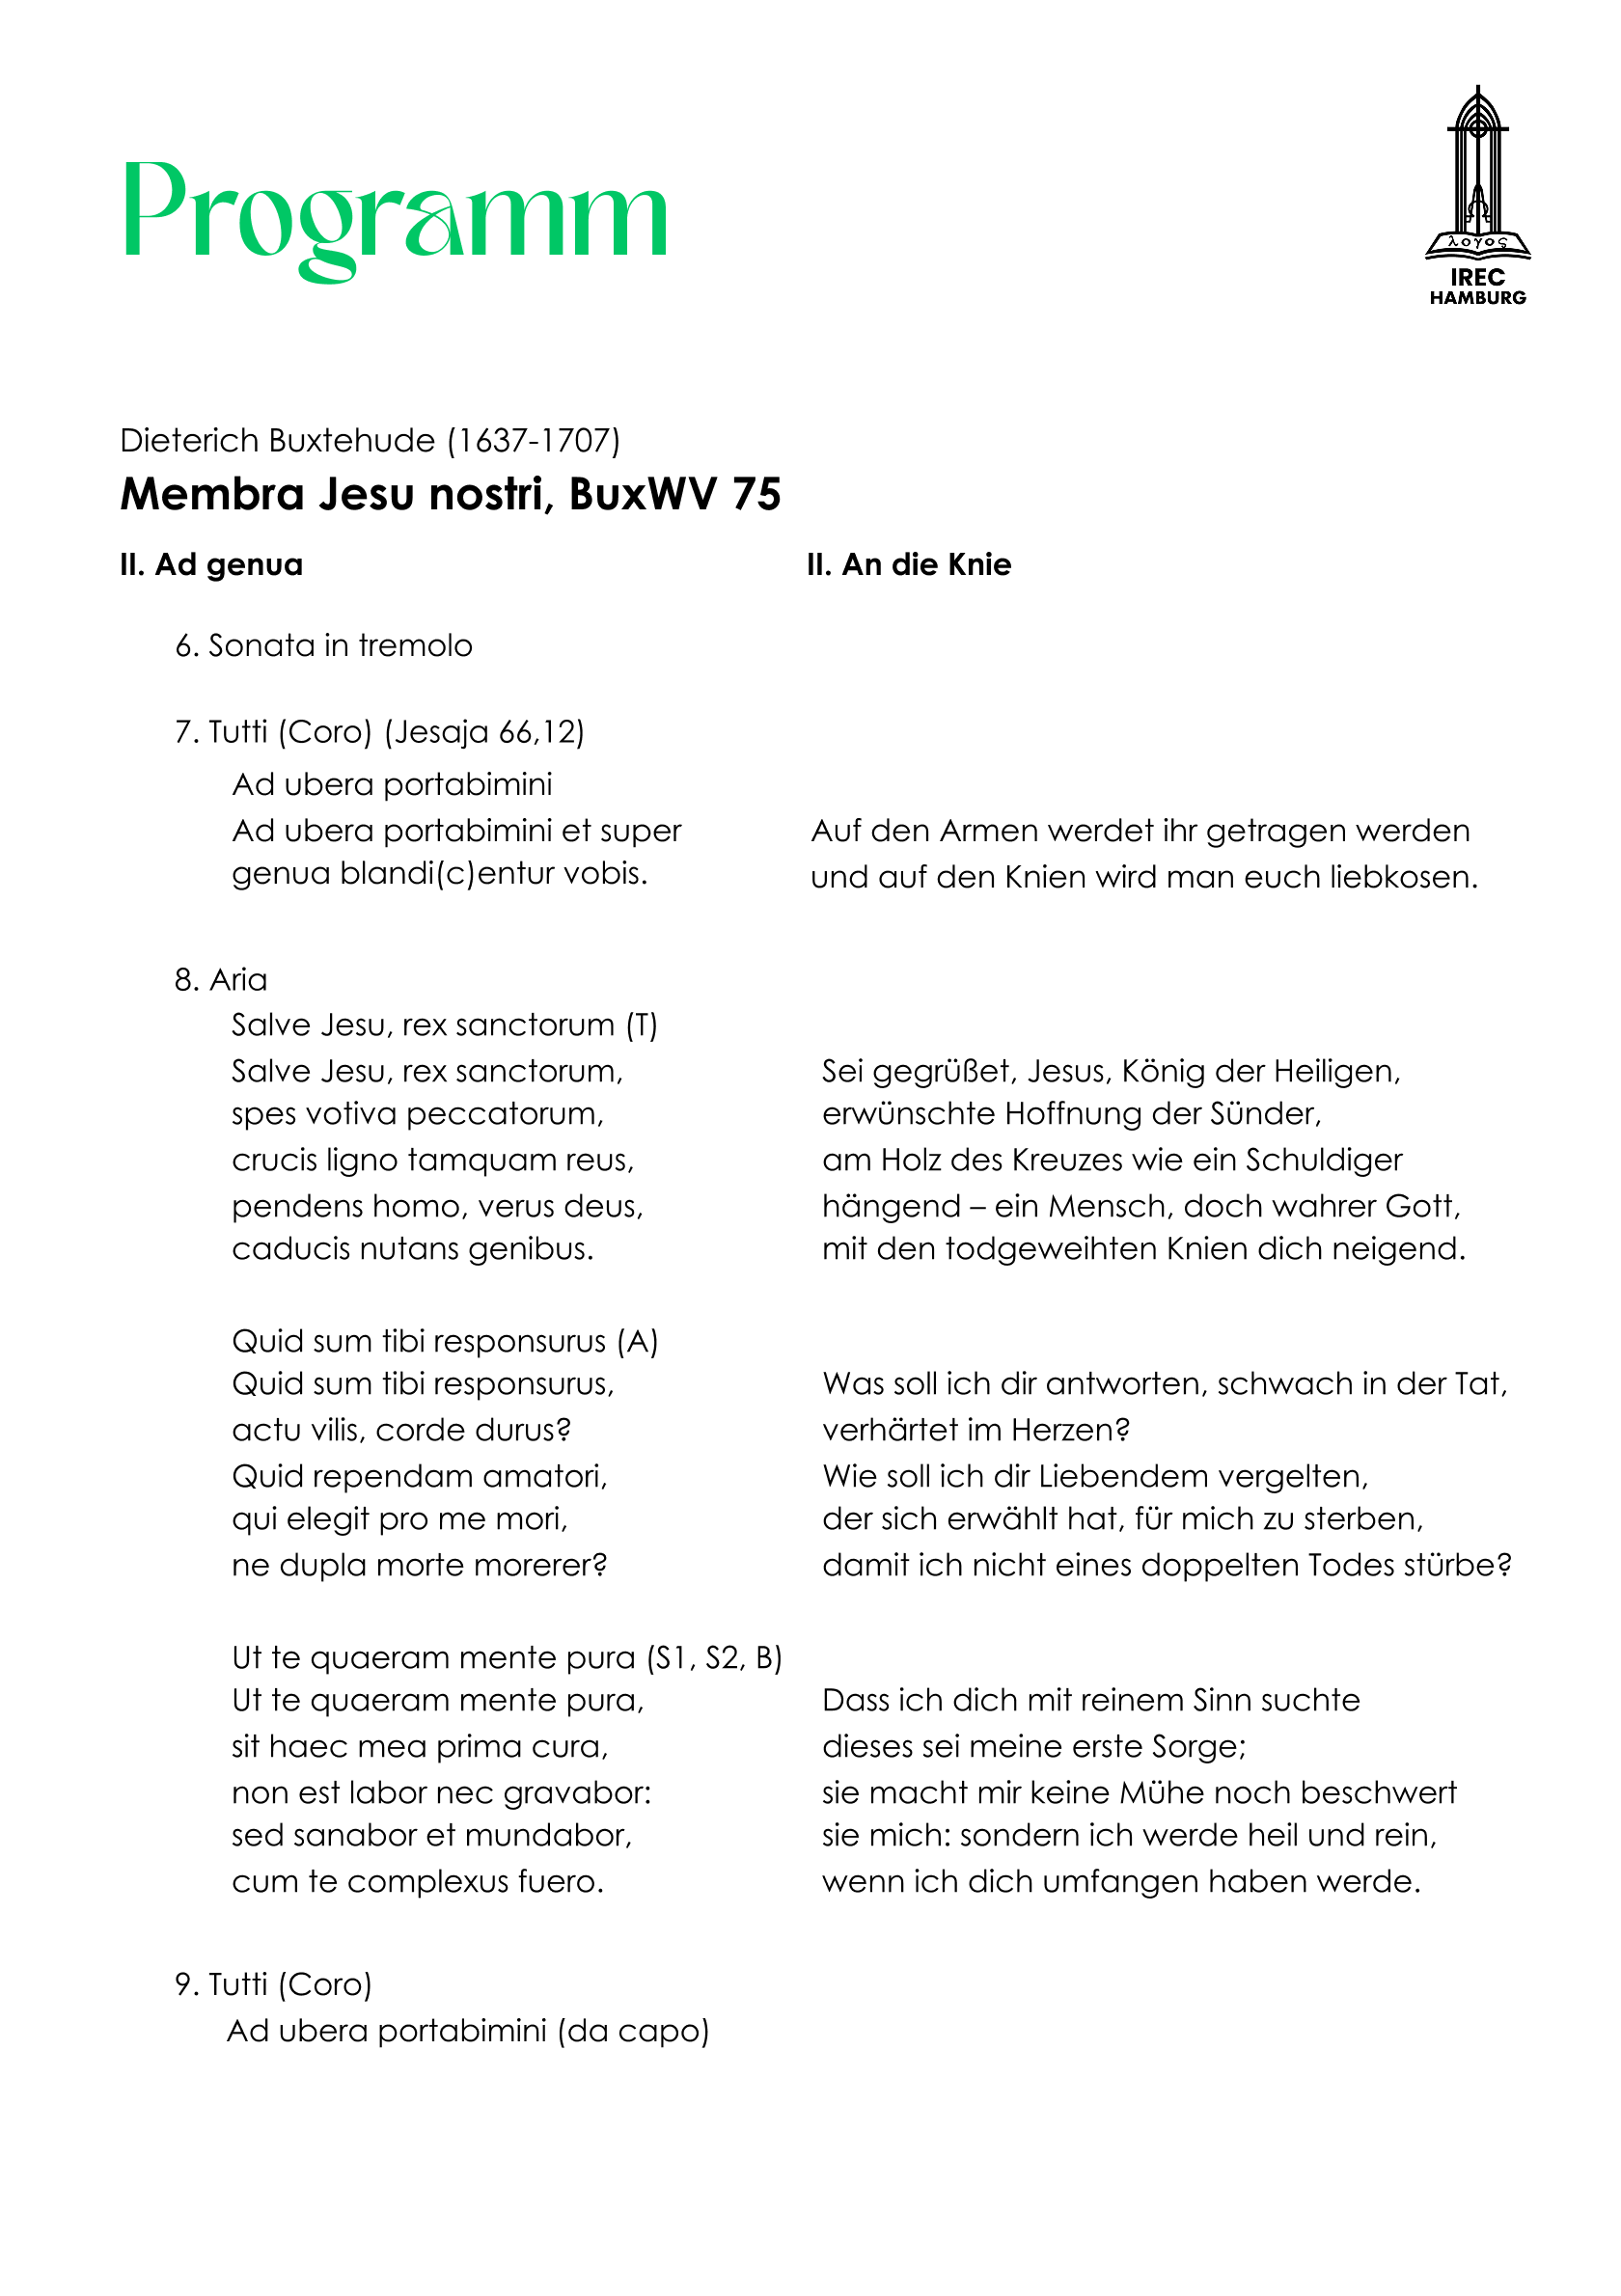 Programm
λογος
IREC
HAMBURG
Dieterich Buxtehude (1637-1707)
Membra Jesu nostri, BuxWV 75
II. Ad genua
II. An die Knie
6. Sonata in tremolo
7. Tutti (Coro) (Jesaja 66,12)
Ad ubera portabimini
Ad ubera portabimini et super
genua blandi(c)entur vobis.
Auf den Armen werdet ihr getragen werden
und auf den Knien wird man euch liebkosen.
8. Aria
Salve Jesu, rex sanctorum (T)
Salve Jesu, rex sanctorum,
spes votiva peccatorum,
crucis ligno tamquam reus,
pendens homo, verus deus,
caducis nutans genibus.
Sei gegrüßet, Jesus, König der Heiligen,
erwünschte Hoffnung der Sünder,
am Holz des Kreuzes wie ein Schuldiger
hängend – ein Mensch, doch wahrer Gott,
mit den todgeweihten Knien dich neigend.
Quid sum tibi responsurus (A)
Quid sum tibi responsurus,
actu vilis, corde durus?
Quid rependam amatori,
qui elegit pro me mori,
ne dupla morte morerer?
Was soll ich dir antworten, schwach in der Tat,
verhärtet im Herzen?
Wie soll ich dir Liebendem vergelten,
der sich erwählt hat, für mich zu sterben,
damit ich nicht eines doppelten Todes stürbe?
Ut te quaeram mente pura (S1, S2, B)
Ut te quaeram mente pura,
sit haec mea prima cura,
non est labor nec gravabor:
sed sanabor et mundabor,
cum te complexus fuero.
Dass ich dich mit reinem Sinn suchte
dieses sei meine erste Sorge;
sie macht mir keine Mühe noch beschwert
sie mich: sondern ich werde heil und rein,
wenn ich dich umfangen haben werde.
9. Tutti (Coro)
Ad ubera portabimini (da capo)